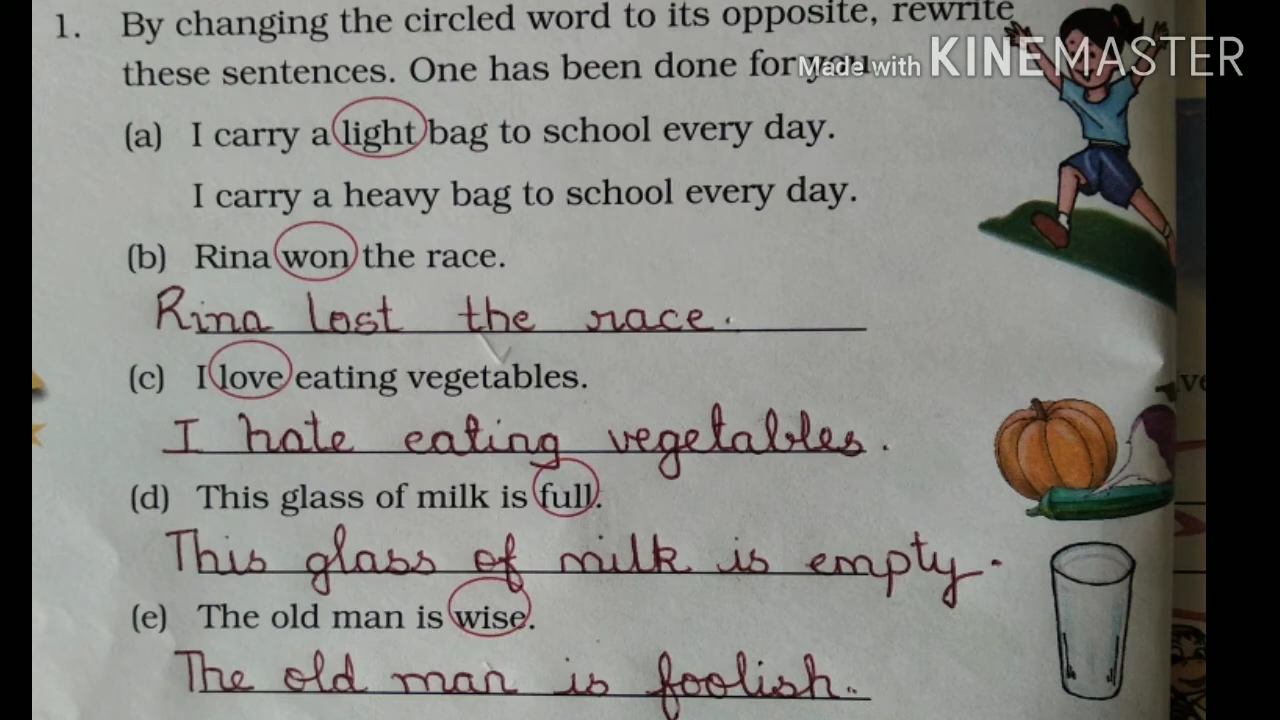 1. By changing the circled word to its opposite, rewrite
these sentences. One has been done for you
Made with KINEMASTER
(a) I carry a light bag to school every day.
I carry a heavy bag to school every day.
(b) Rina won the race.
Rina lost the race.
(c) I love eating vegetables.
I hate eating vegetables.
(d) This glass of milk is full.
This glass of milk is empty.
(e) The old man is wise.
The old man is foolish.